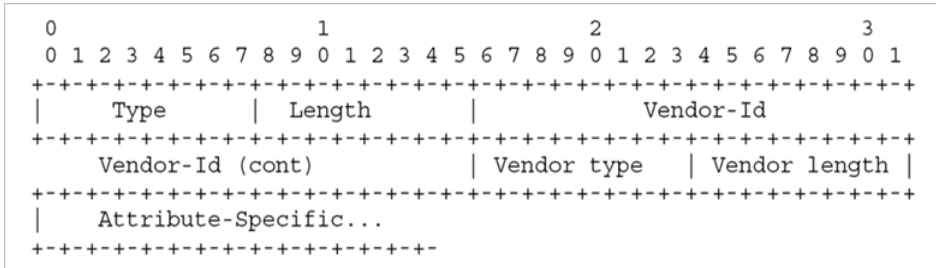 0                   1                   2                   3
 0 1 2 3 4 5 6 7 8 9 0 1 2 3 4 5 6 7 8 9 0 1 2 3 4 5 6 7 8 9 0 1
+-+-+-+-+-+-+-+-+-+-+-+-+-+-+-+-+-+-+-+-+-+-+-+-+-+-+-+-+-+-+-+-+
|     Type      |  Length       |            Vendor-Id
+-+-+-+-+-+-+-+-+-+-+-+-+-+-+-+-+-+-+-+-+-+-+-+-+-+-+-+-+-+-+-+-+
     Vendor-Id (cont)           | Vendor type   | Vendor length |
+-+-+-+-+-+-+-+-+-+-+-+-+-+-+-+-+-+-+-+-+-+-+-+-+-+-+-+-+-+-+-+-+
|    Attribute-Specific...
+-+-+-+-+-+-+-+-+-+-+-+-+-+-+-